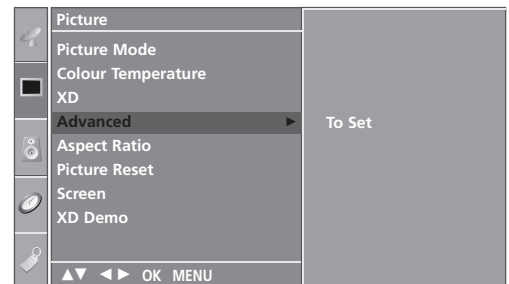 Picture
Picture Mode
Colour Temperature
XD
Advanced ► To Set
Aspect Ratio
Picture Reset
Screen
XD Demo
▲▼ ◄► OK MENU